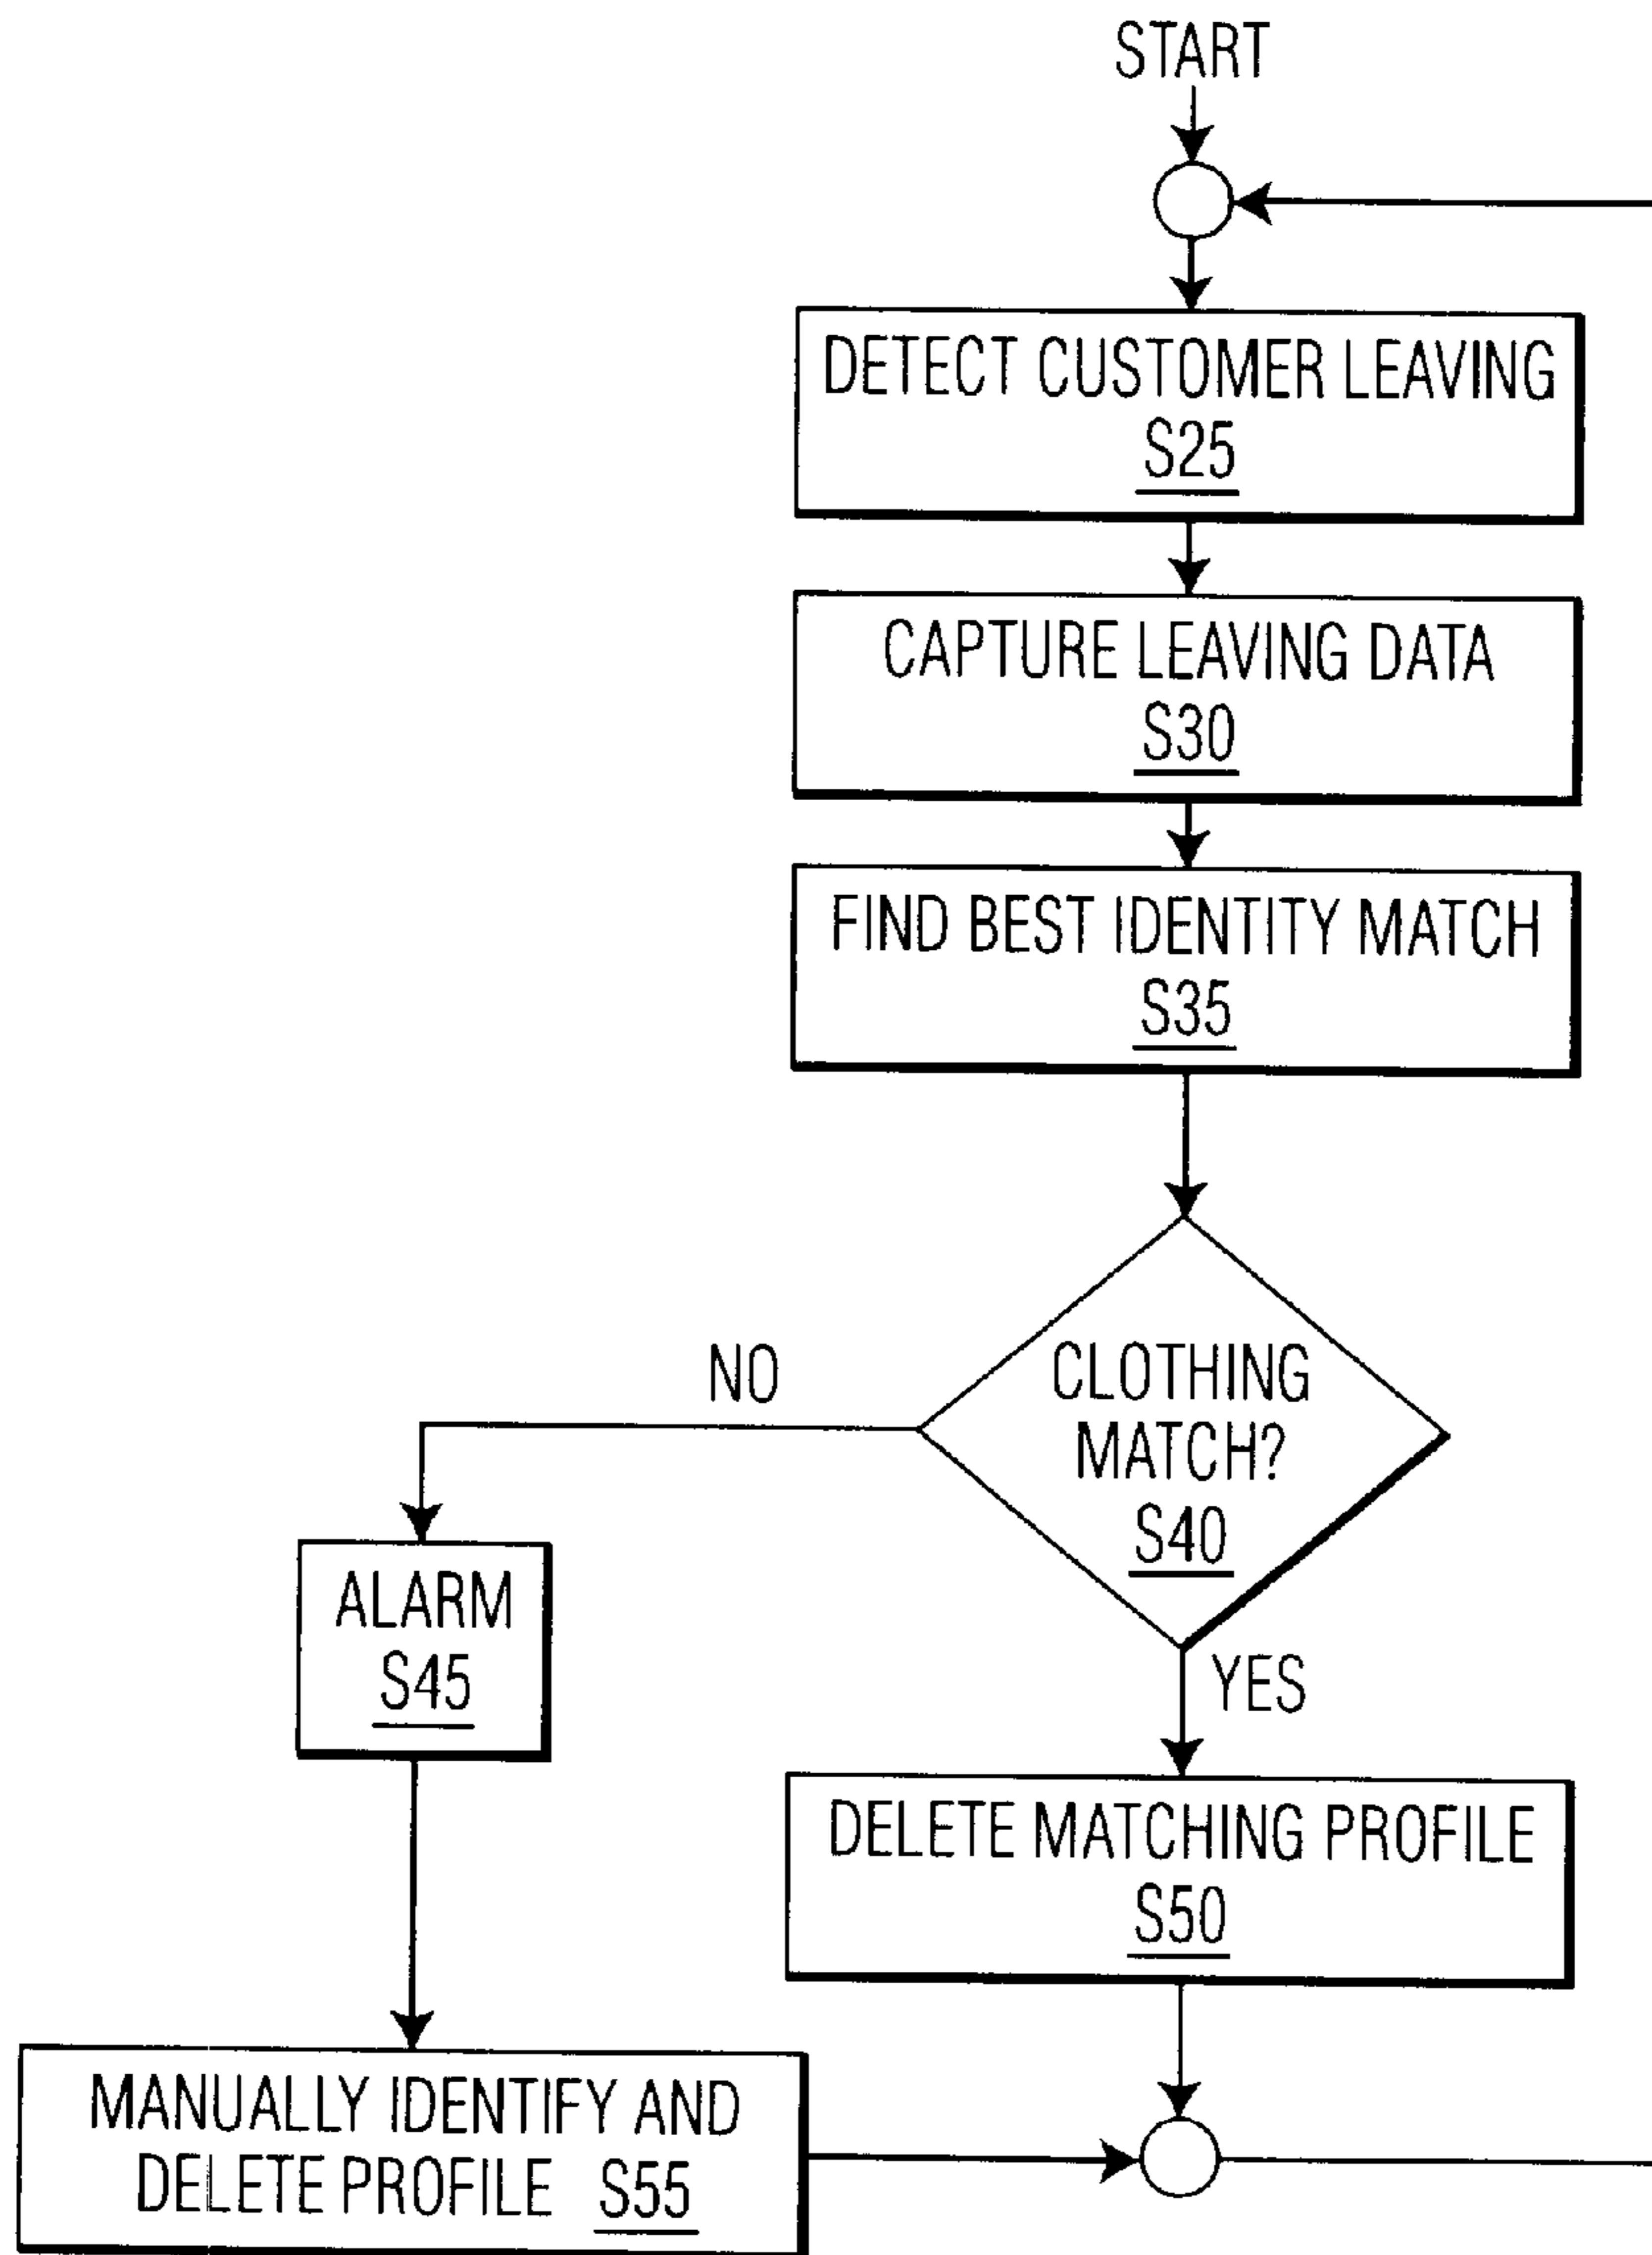 START
DETECT CUSTOMER LEAVING
S25
CAPTURE LEAVING DATA
S30
FIND BEST IDENTITY MATCH
S35
CLOTHING
MATCH?
S40
NO
YES
ALARM
S45
DELETE MATCHING PROFILE
S50
MANUALLY IDENTIFY AND
DELETE PROFILE S55